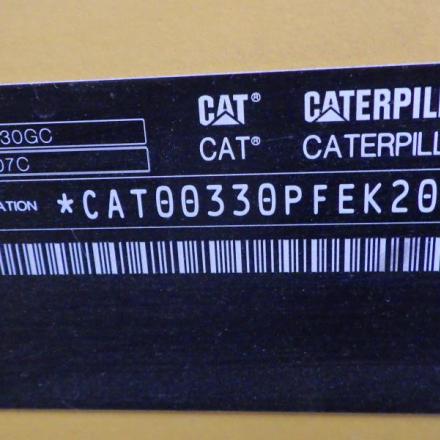 CAT® CATERPILL
30GC
CAT® CATERPILL
07C
ATION *CAT00330PFEK20